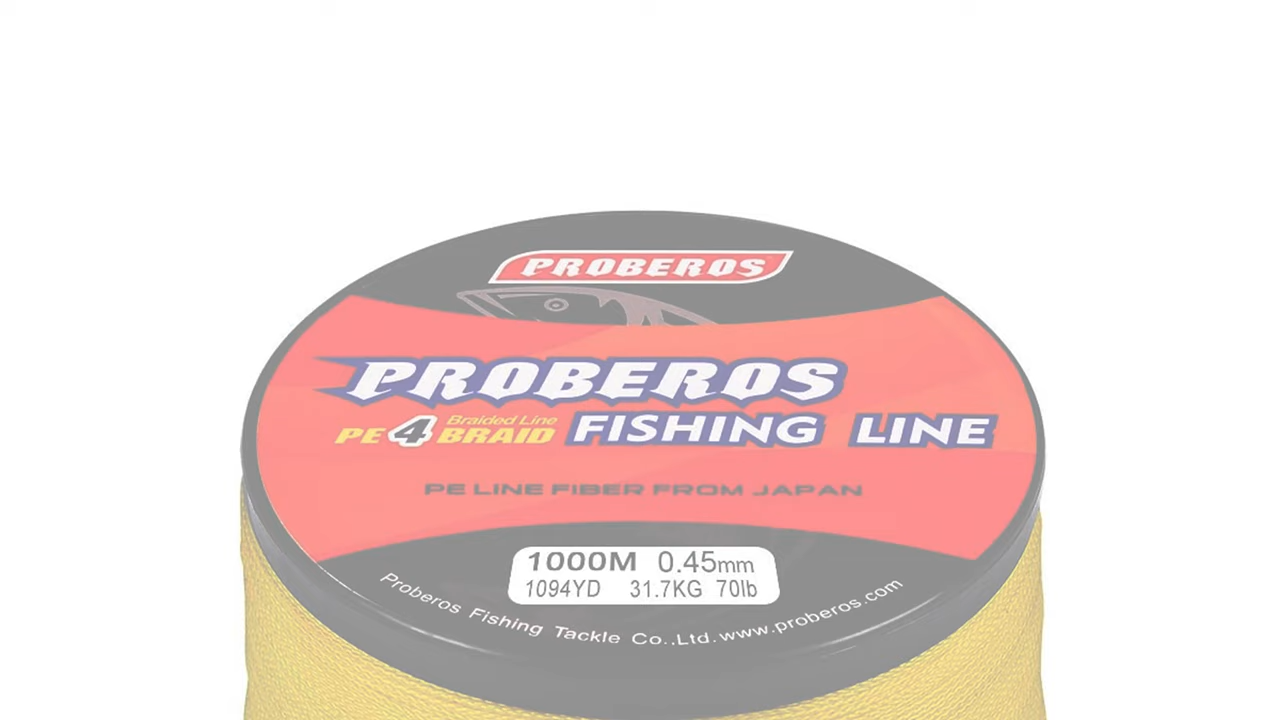 PROBEROS
PROBEROS
PE 4 Braided Line BRAID FISHING LINE
PE LINE FIBER FROM JAPAN
1000M 0.45mm
1094YD 31.7KG 70lb
Proberos Fishing Tackle Co.,Ltd. www.proberos.com